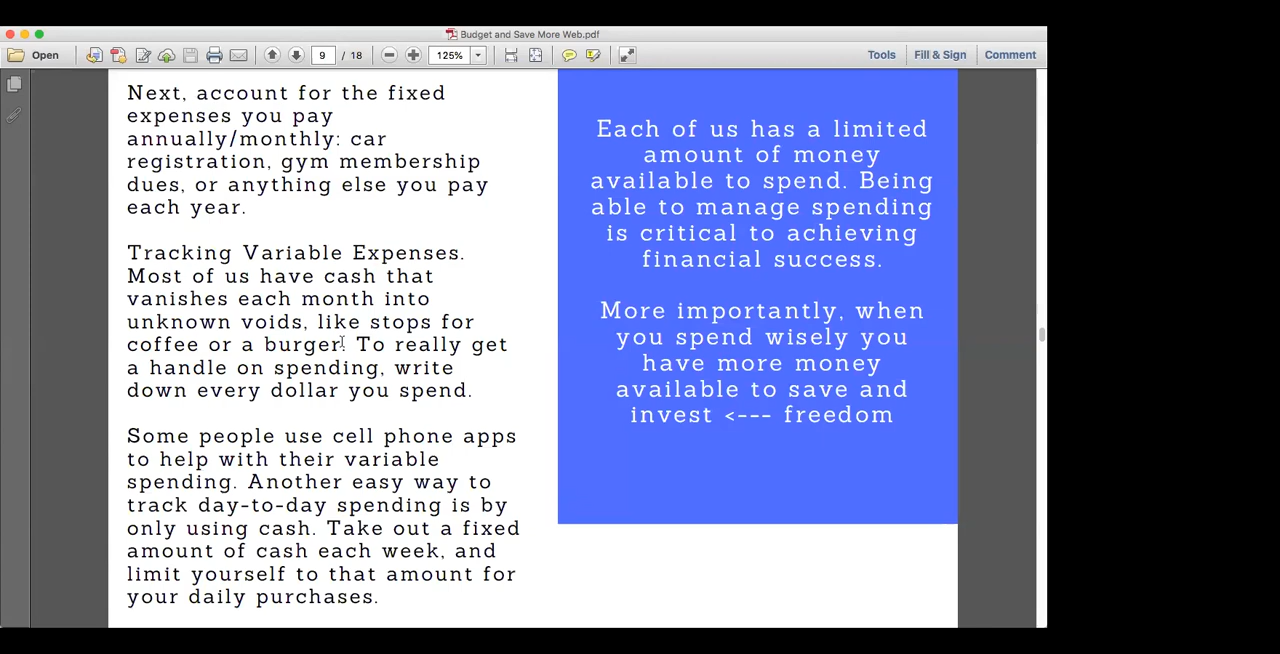 Budget and Save More Web.pdf
Open
9 / 18
125%
Tools
Fill & Sign
Comment
Next, account for the fixed
expenses you pay
annually/monthly: car
registration, gym membership
dues, or anything else you pay
each year.
Tracking Variable Expenses.
Most of us have cash that
vanishes each month into
unknown voids, like stops for
coffee or a burger. To really get
a handle on spending, write
down every dollar you spend.
Some people use cell phone apps
to help with their variable
spending. Another easy way to
track day-to-day spending is by
only using cash. Take out a fixed
amount of cash each week, and
limit yourself to that amount for
your daily purchases.
Each of us has a limited
amount of money
available to spend. Being
able to manage spending
is critical to achieving
financial success.
More importantly, when
you spend wisely you
have more money
available to save and
invest <--- freedom